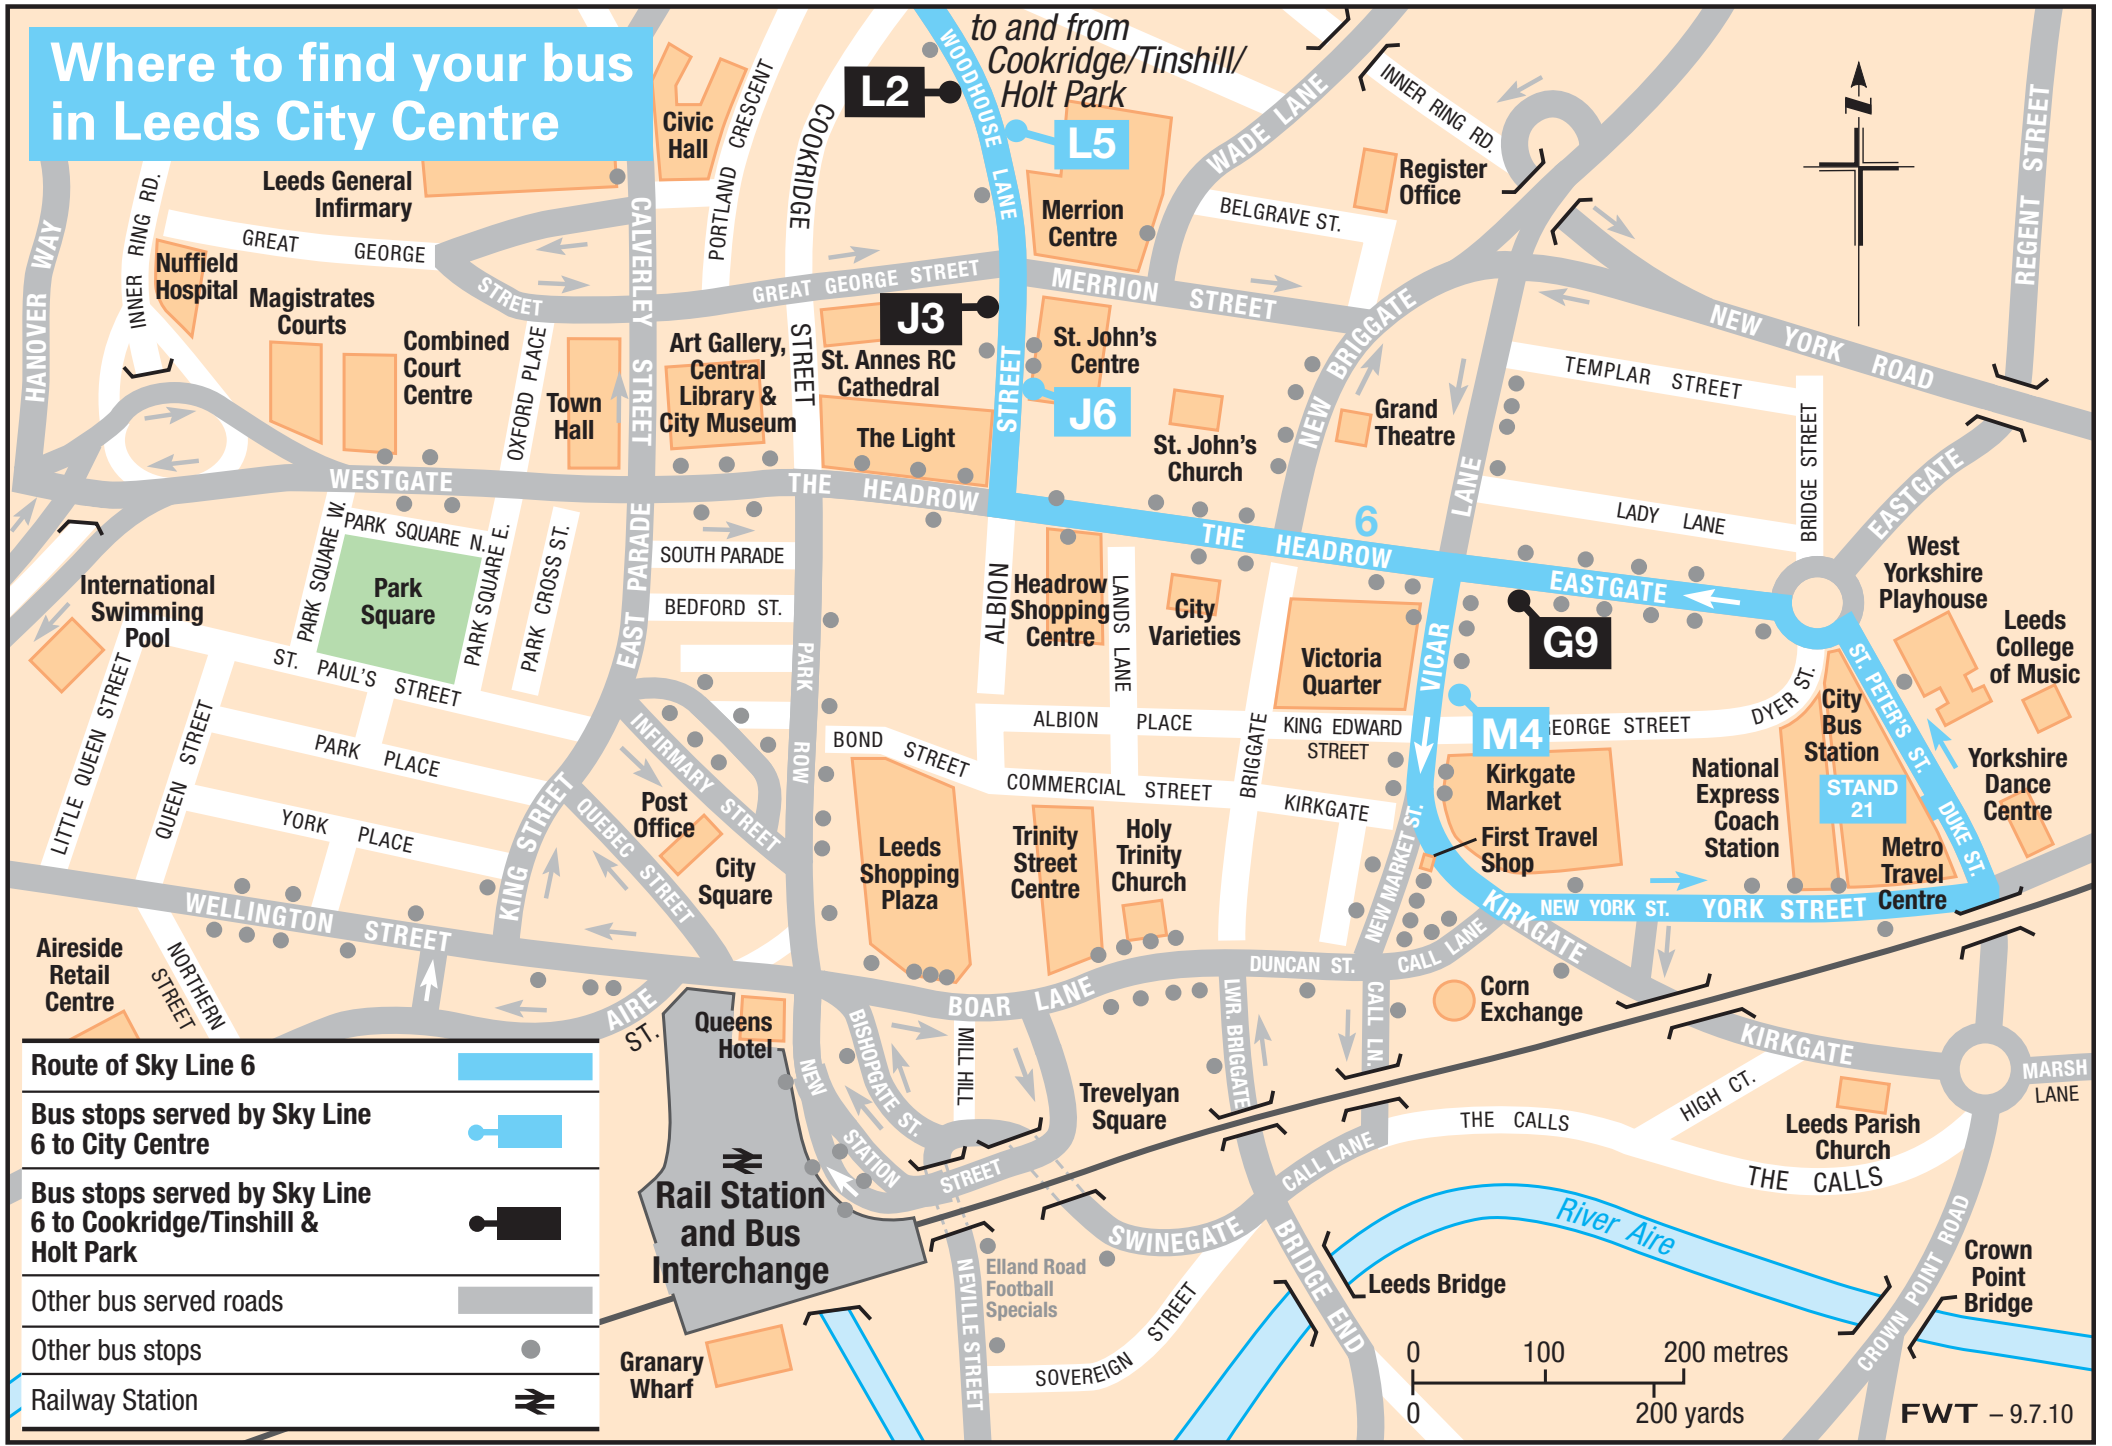 Where to find your bus
in Leeds City Centre
to and from
Cookridge/Tinshill/
Holt Park
WOODHOUSE LANE
L2
L5
COOKRIDGE
STREET
PORTLAND CRESCENT
Civic
Hall
WADE LANE
INNER RING RD.
Register
Office
BELGRAVE ST.
REGENT STREET
N
Leeds General
Infirmary
INNER RING RD.
HANOVER WAY
GREAT GEORGE
STREET
CALVERLEY STREET
GREAT GEORGE STREET
Merrion
Centre
MERRION STREET
Nuffield
Hospital
Magistrates
Courts
Combined
Court
Centre
OXFORD PLACE
Town
Hall
Art Gallery,
Central
Library &
City Museum
J3
St. Annes RC
Cathedral
The Light
STREET
St. John's
Centre
J6
St. John's
Church
NEW BRIGGATE
Grand
Theatre
NEW YORK ROAD
TEMPLAR STREET
BRIDGE STREET
LADY LANE
LANE
EASTGATE
WESTGATE
THE HEADROW
THE HEADROW
6
EASTGATE
G9
PARK SQUARE W.
PARK SQUARE N.
PARK SQUARE E.
Park
Square
PARK CROSS ST.
EAST PARADE
SOUTH PARADE
BEDFORD ST.
International
Swimming
Pool
ST. PAUL'S STREET
LITTLE QUEEN STREET
QUEEN STREET
PARK PLACE
YORK PLACE
KING STREET
PARK
ROW
INFIRMARY STREET
QUEBEC STREET
Post
Office
City
Square
ALBION
Headrow
Shopping
Centre
LANDS LANE
City
Varieties
Victoria
Quarter
VICAR
M4
West
Yorkshire
Playhouse
Leeds
College
of Music
ST. PETER'S ST.
DYER ST.
City
Bus
Station
STAND
21
DUKE ST.
Yorkshire
Dance
Centre
ALBION PLACE
KING EDWARD
STREET
GEORGE STREET
BOND STREET
COMMERCIAL STREET
BRIGGATE
KIRKGATE
Kirkgate
Market
First Travel
Shop
National
Express
Coach
Station
Metro
Travel
Centre
Leeds
Shopping
Plaza
Trinity
Street
Centre
Holy
Trinity
Church
NEW MARKET ST.
KIRKGATE
NEW YORK ST.
YORK STREET
WELLINGTON STREET
Aireside
Retail
Centre
NORTHERN
STREET
AIRE
ST.
Queens
Hotel
BOAR LANE
DUNCAN ST.
CALL LANE
Corn
Exchange
LWR. BRIGGATE
CALL LN.
BISHOPGATE ST.
MILL HILL
NEW
STATION
STREET
Trevelyan
Square
KIRKGATE
HIGH CT.
MARSH
LANE
Leeds Parish
Church
THE CALLS
THE CALLS
CALL LANE
Rail Station
and Bus
Interchange
SWINEGATE
BRIDGE END
Elland Road
Football
Specials
NEVILLE STREET
Granary
Wharf
SOVEREIGN STREET
River Aire
Leeds Bridge
CROWN POINT ROAD
Crown
Point
Bridge
Route of Sky Line 6
Bus stops served by Sky Line
6 to City Centre
Bus stops served by Sky Line
6 to Cookridge/Tinshill &
Holt Park
Other bus served roads
Other bus stops
Railway Station
0 100 200 metres
0 200 yards
FWT – 9.7.10